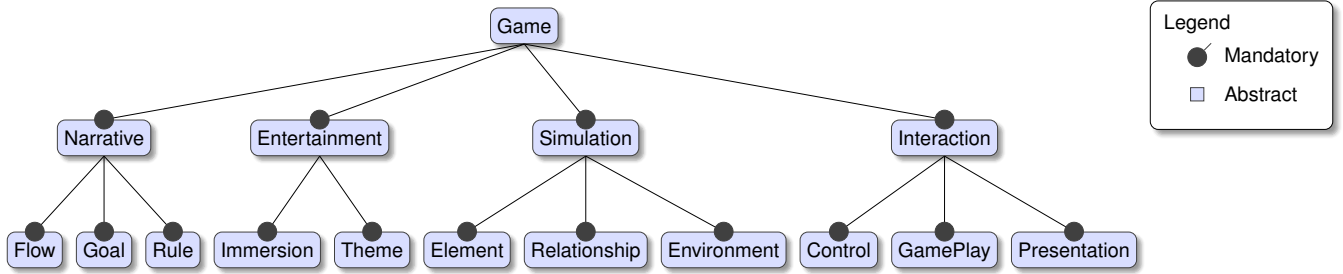 Game
Legend
Mandatory
Abstract
Narrative
Entertainment
Simulation
Interaction
Flow
Goal
Rule
Immersion
Theme
Element
Relationship
Environment
Control
GamePlay
Presentation